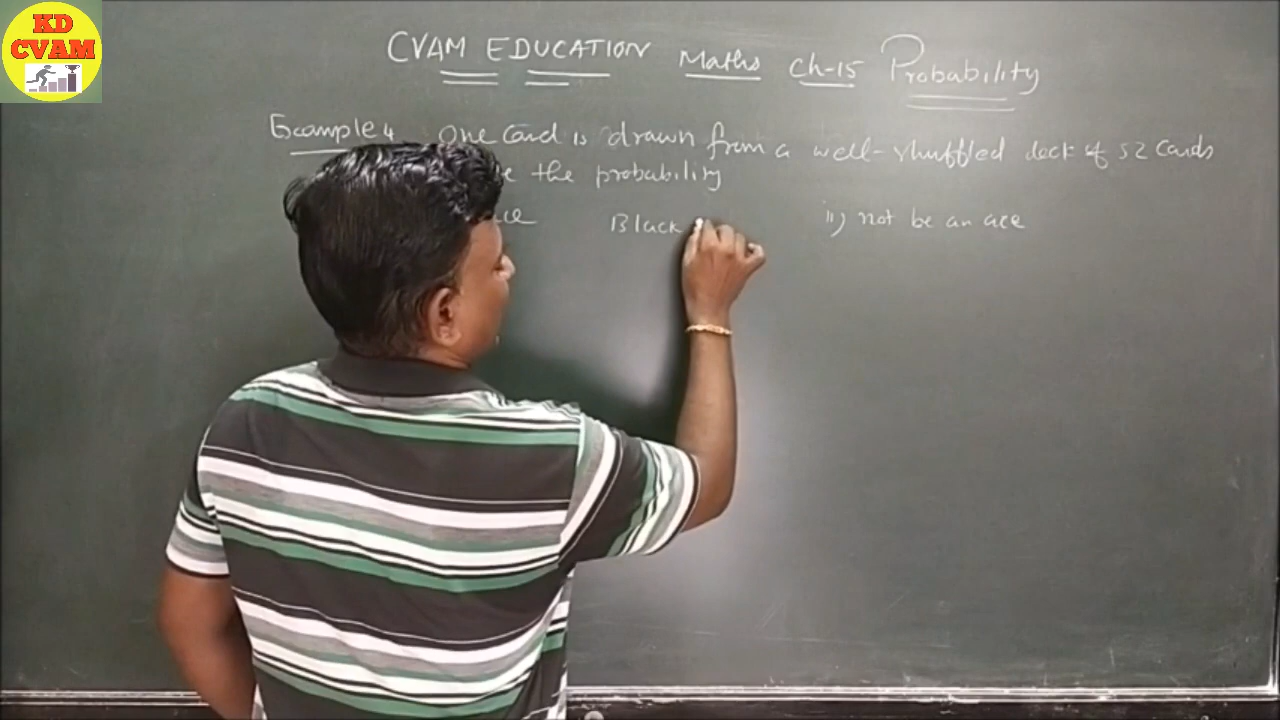 KD
CVAM
CVAM EDUCATION Maths Ch-15 Probability
Example 4 One Card is drawn from a well-shuffled deck of 52 Cards
the probability
Black ii) not be an ace